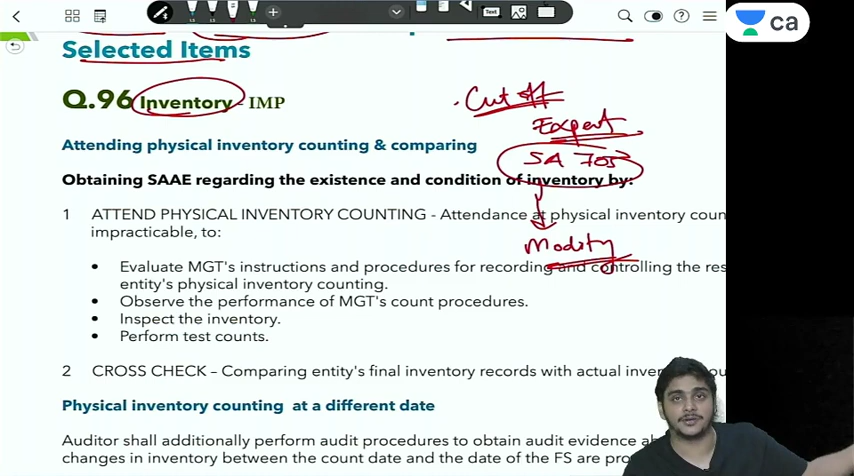 Text
ca
Selected Items
Q.96 Inventory - IMP
Cut off
Expert
SA 705
Modify
Attending physical inventory counting & comparing
Obtaining SAAE regarding the existence and condition of inventory by:
1 ATTEND PHYSICAL INVENTORY COUNTING - Attendance at physical inventory coun
impracticable, to:
• Evaluate MGT's instructions and procedures for recording and controlling the res
entity's physical inventory counting.
• Observe the performance of MGT's count procedures.
• Inspect the inventory.
• Perform test counts.
2 CROSS CHECK – Comparing entity's final inventory records with actual inven
Physical inventory counting at a different date
Auditor shall additionally perform audit procedures to obtain audit evidence
changes in inventory between the count date and the date of the FS are pro